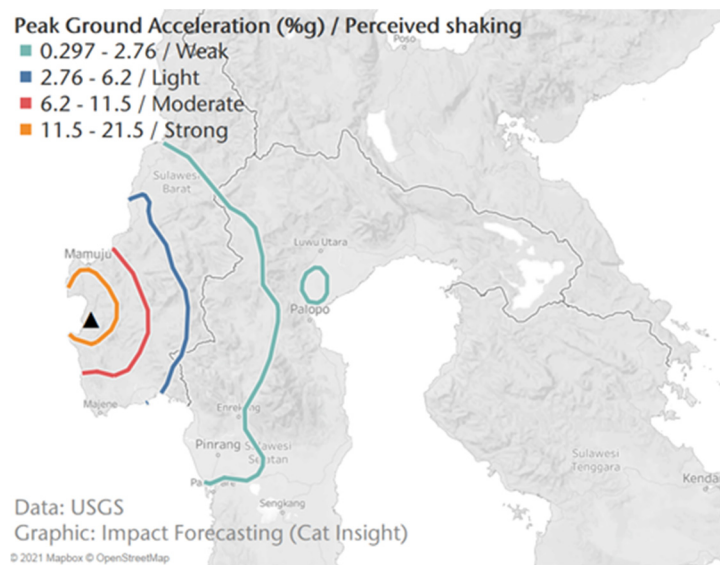 Peak Ground Acceleration (%g) / Perceived shaking
0.297 - 2.76 / Weak
2.76 - 6.2 / Light
6.2 - 11.5 / Moderate
11.5 - 21.5 / Strong
Poso
Sulawesi
Barat
Luwu Utara
Mamuju
Palopo
Majene
Enrekang
Pinrang
Sulawesi
Selatan
Sulawesi
Tenggara
Kenda
Sengkang
Data: USGS
Graphic: Impact Forecasting (Cat Insight)
© 2021 Mapbox © OpenStreetMap